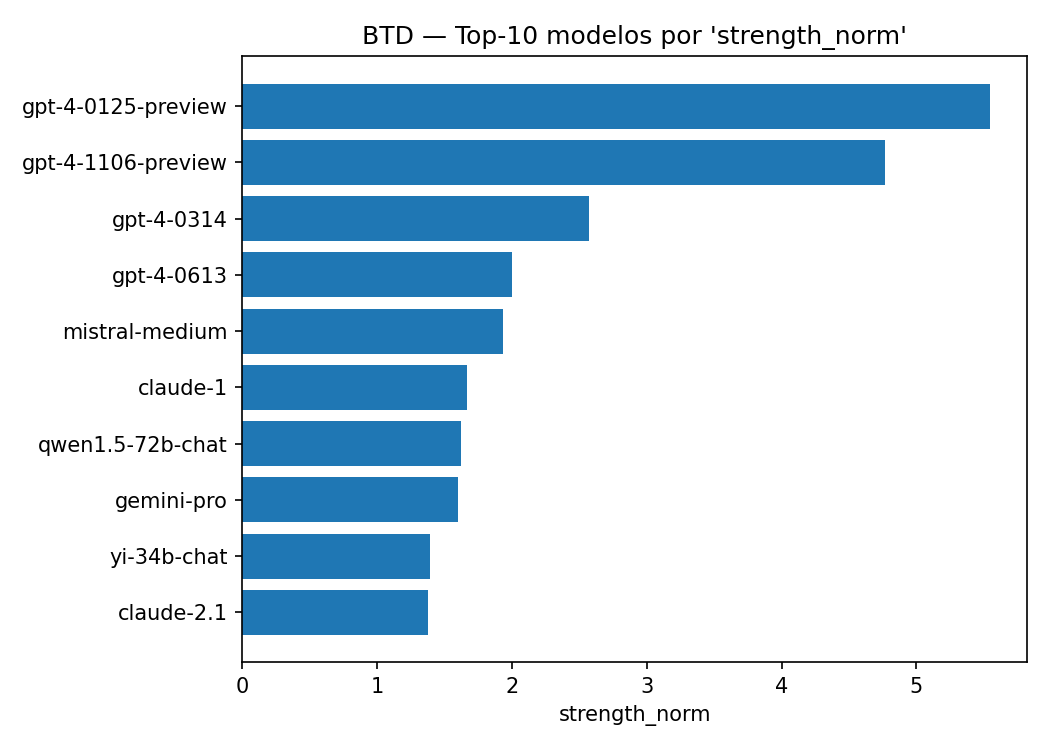 BTD — Top-10 modelos por 'strength_norm'
gpt-4-0125-preview
gpt-4-1106-preview
gpt-4-0314
gpt-4-0613
mistral-medium
claude-1
qwen1.5-72b-chat
gemini-pro
yi-34b-chat
claude-2.1
0 1 2 3 4 5
strength_norm